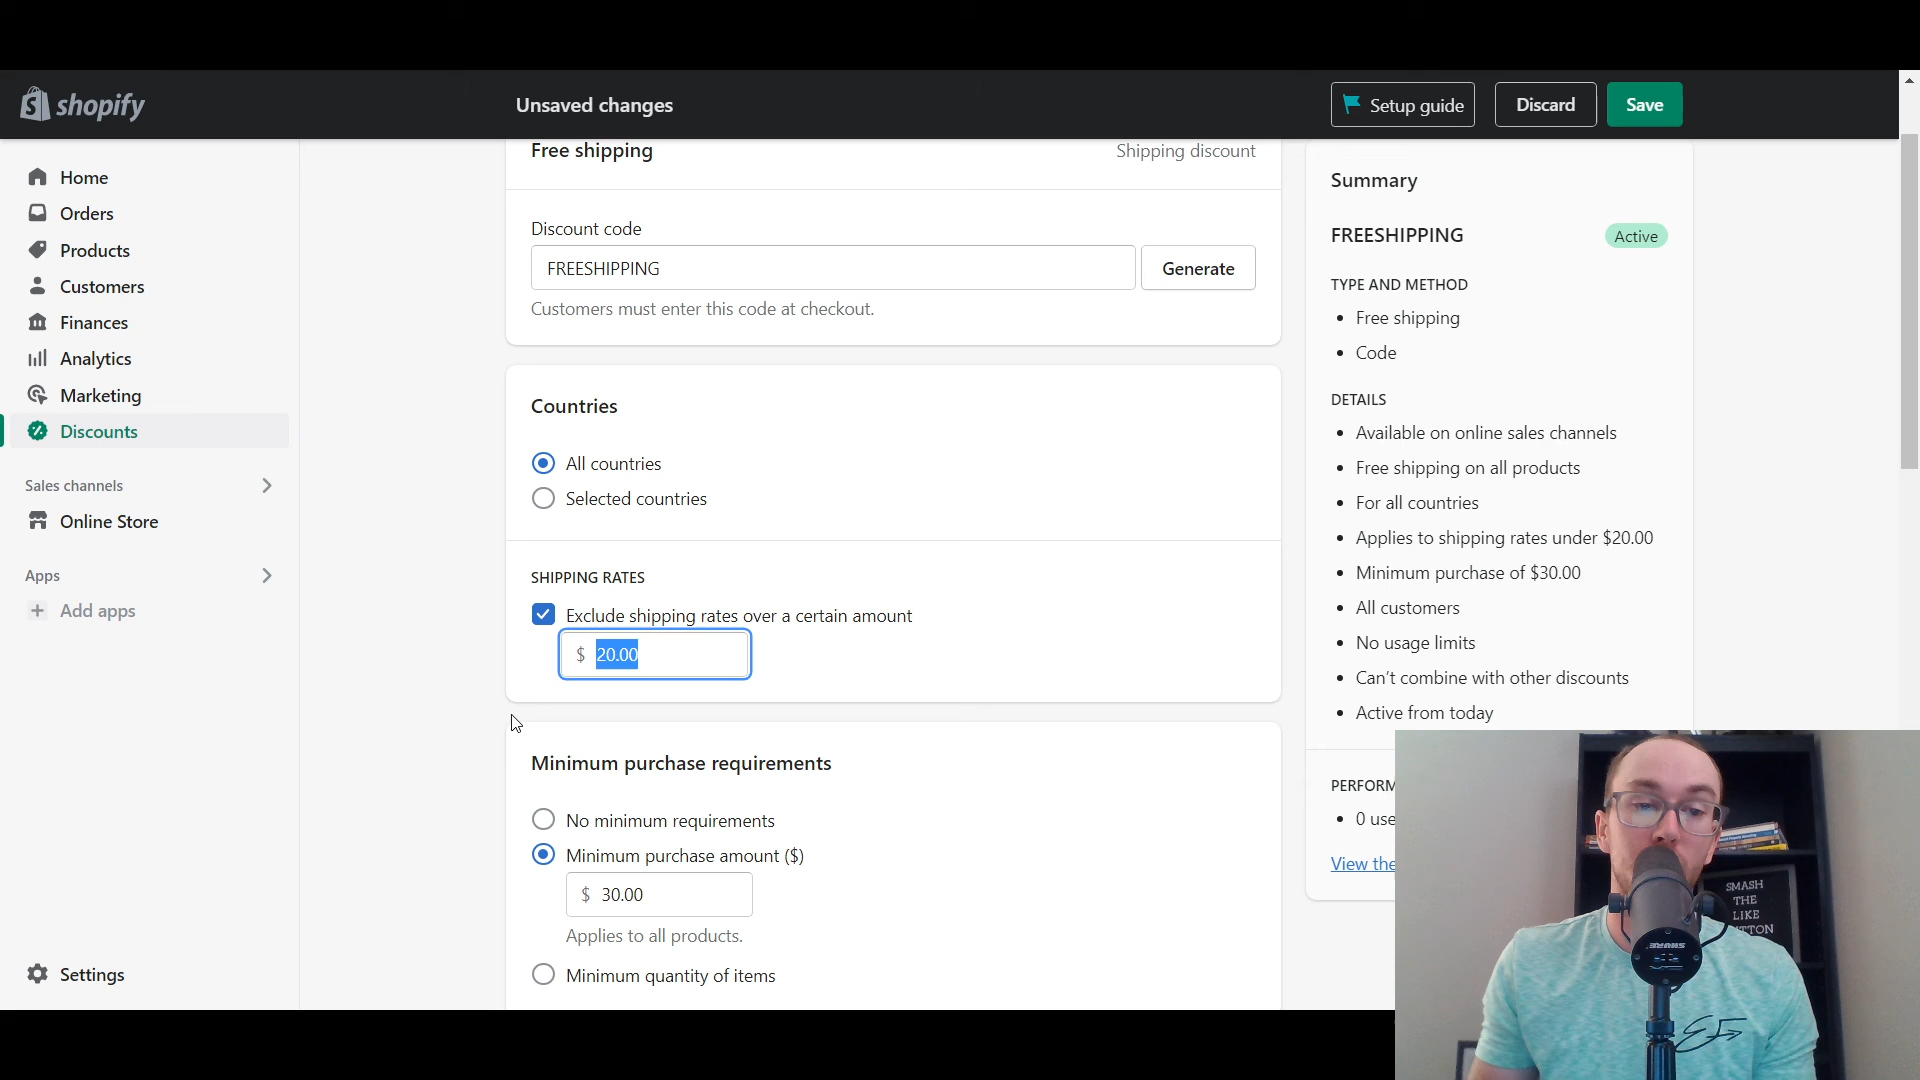 shopify
Unsaved changes
Setup guide
Discard
Save
Home
Orders
Products
Customers
Finances
Analytics
Marketing
Discounts
Sales channels
Online Store
Apps
Add apps
Settings
Free shipping
Shipping discount
Discount code
FREESHIPPING
Generate
Customers must enter this code at checkout.
Countries
All countries
Selected countries
SHIPPING RATES
Exclude shipping rates over a certain amount
$ 20.00
Minimum purchase requirements
No minimum requirements
Minimum purchase amount ($)
$ 30.00
Applies to all products.
Minimum quantity of items
Summary
FREESHIPPING
Active
TYPE AND METHOD
• Free shipping
• Code
DETAILS
• Available on online sales channels
• Free shipping on all products
• For all countries
• Applies to shipping rates under $20.00
• Minimum purchase of $30.00
• All customers
• No usage limits
• Can't combine with other discounts
• Active from today
PERFORM
• 0 use
View the
SMASH
THE
LIKE
TTON
SHURE